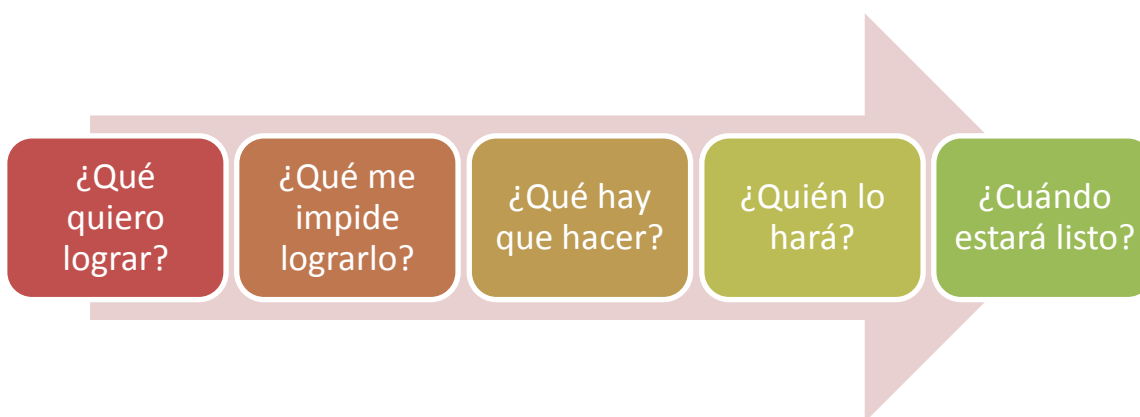 ¿Qué
quiero
lograr?
¿Qué me
impide
lograrlo?
¿Qué hay
que hacer?
¿Quién lo
hará?
¿Cuándo
estará listo?